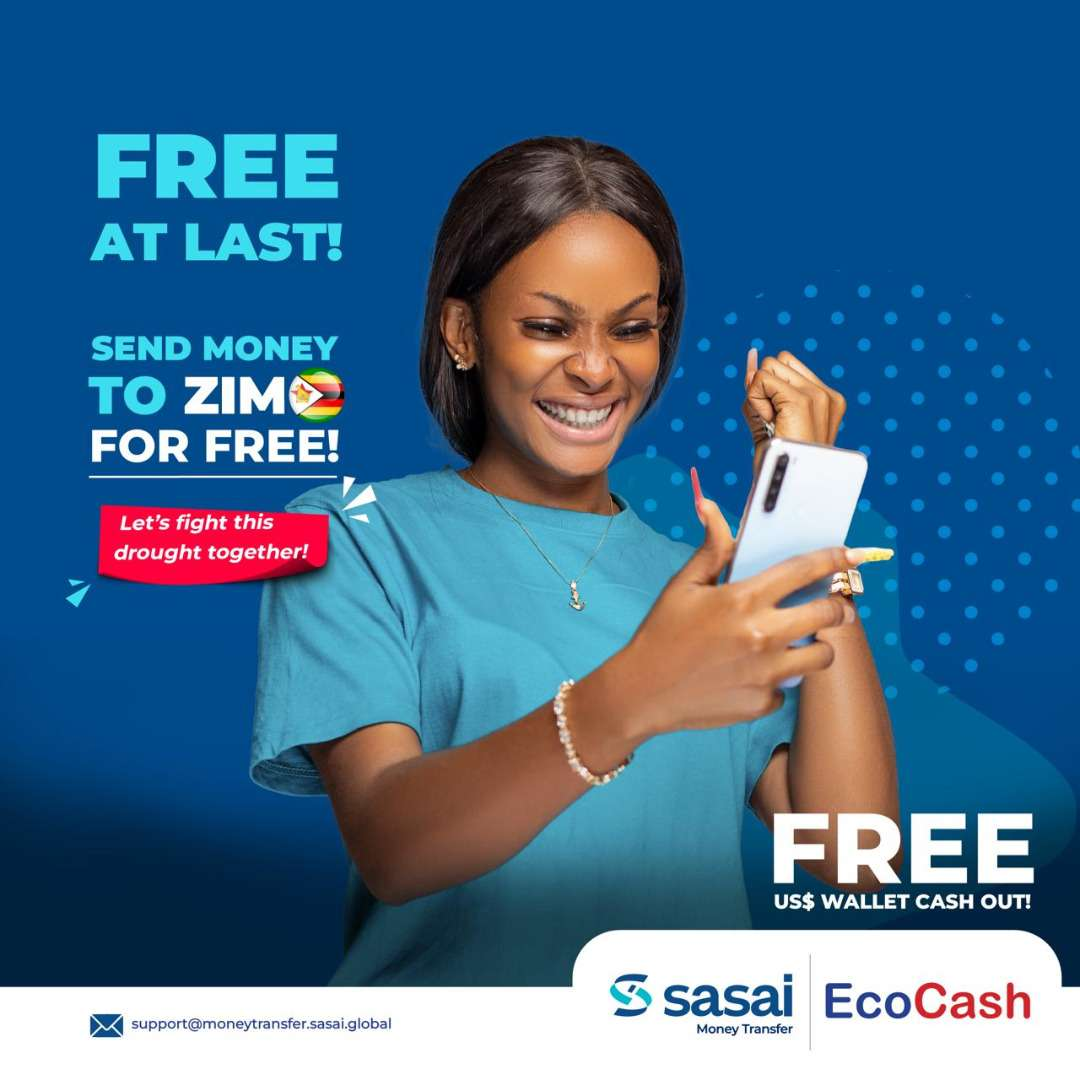 FREE
AT LAST!
SEND MONEY
TO ZIM
FOR FREE!
Let's fight this
drought together!
FREE
US$ WALLET CASH OUT!
sasai
Money Transfer
EcoCash
support@moneytransfer.sasai.global